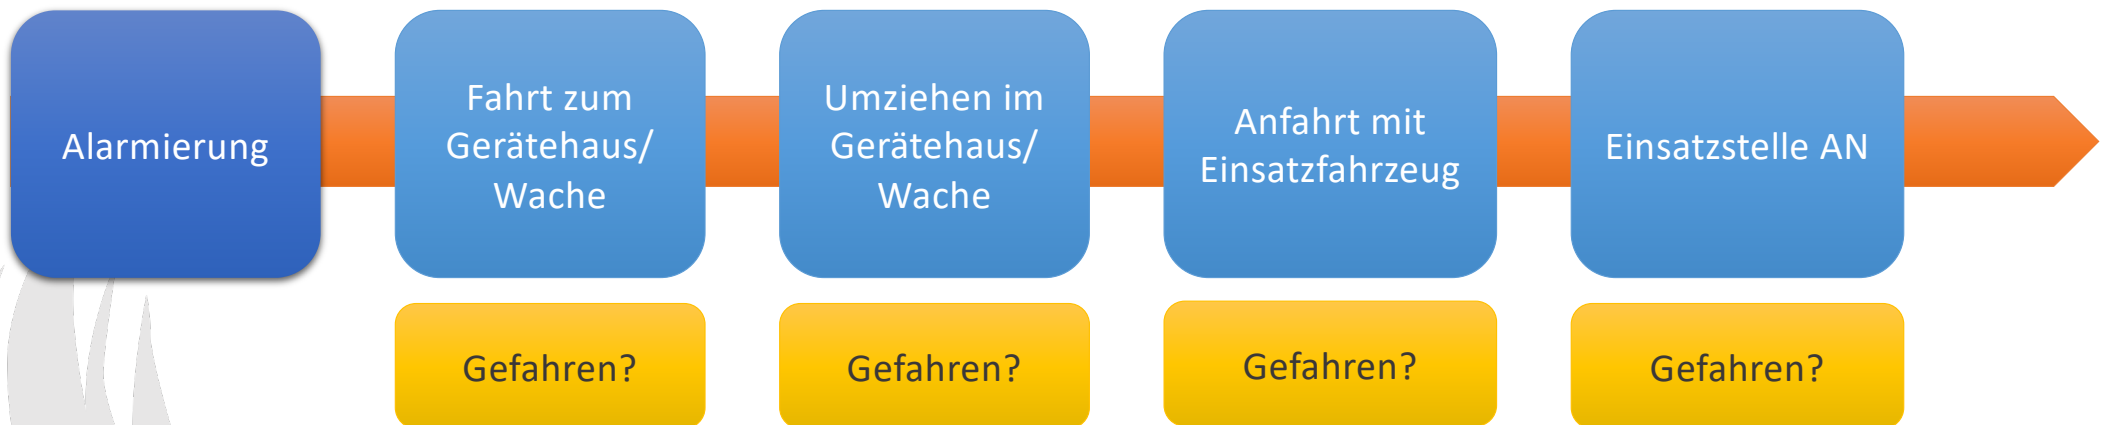 Alarmierung
Fahrt zum
Gerätehaus/
Wache
Umziehen im
Gerätehaus/
Wache
Anfahrt mit
Einsatzfahrzeug
Einsatzstelle AN
Gefahren?
Gefahren?
Gefahren?
Gefahren?